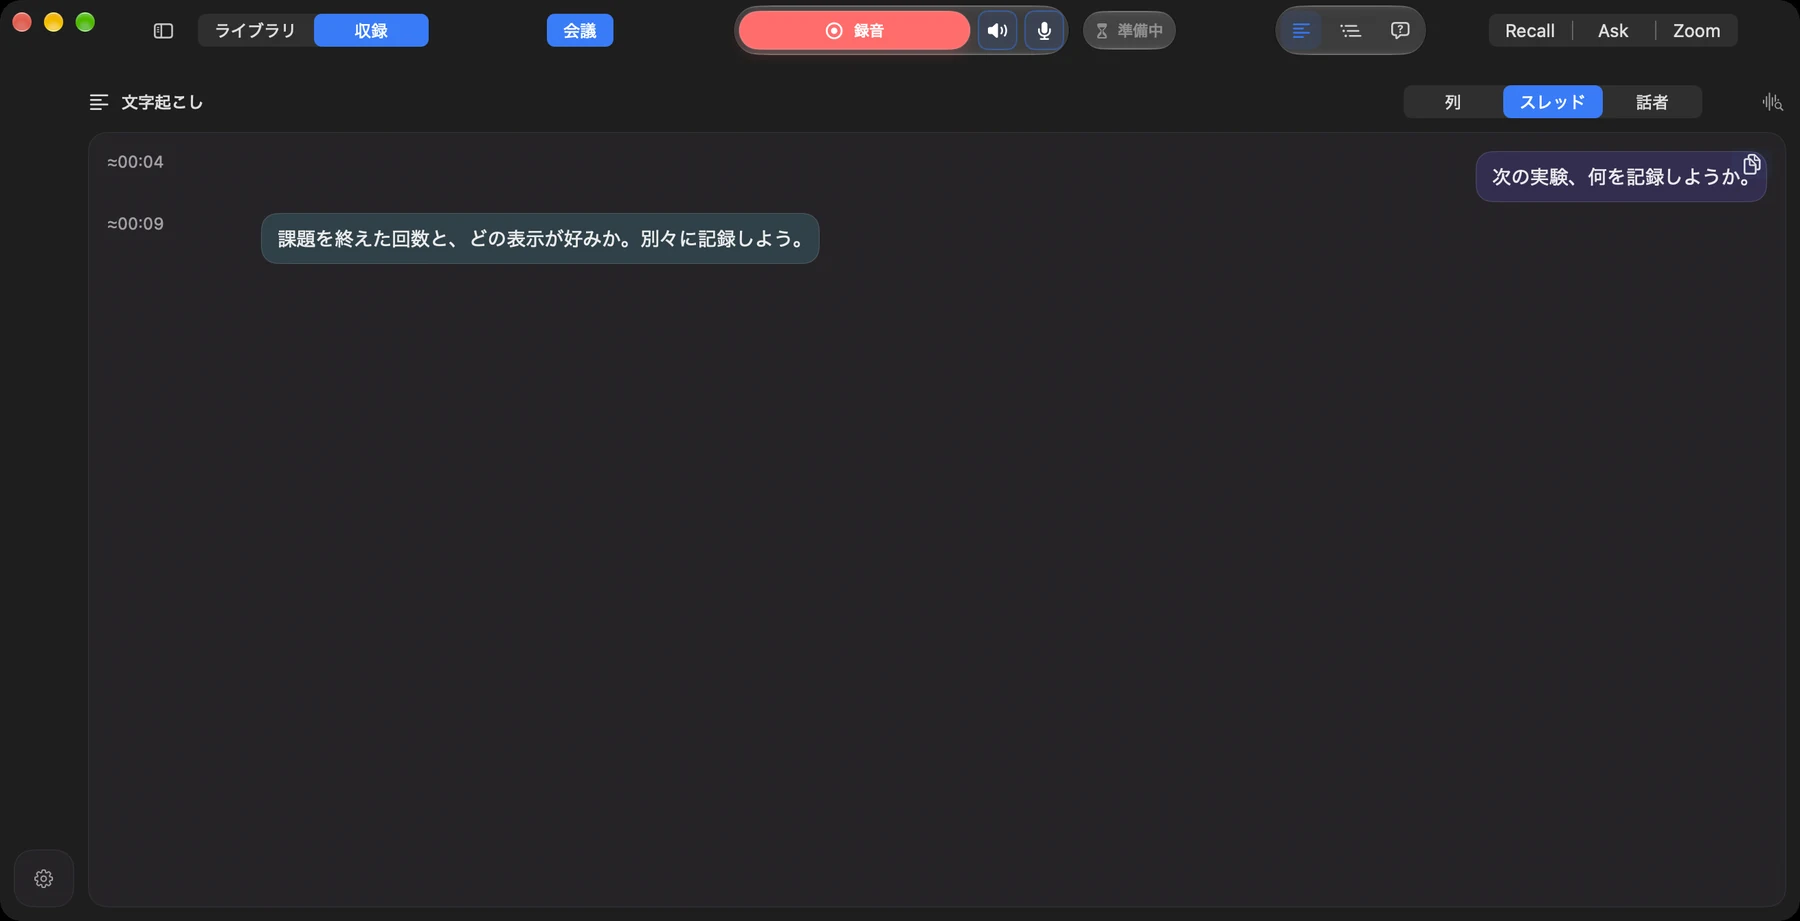 ライブラリ
収録
会議
録音
準備中
Recall
Ask
Zoom
文字起こし
列
スレッド
話者
≈00:04
次の実験、何を記録しようか。
≈00:09
課題を終えた回数と、どの表示が好みか。別々に記録しよう。